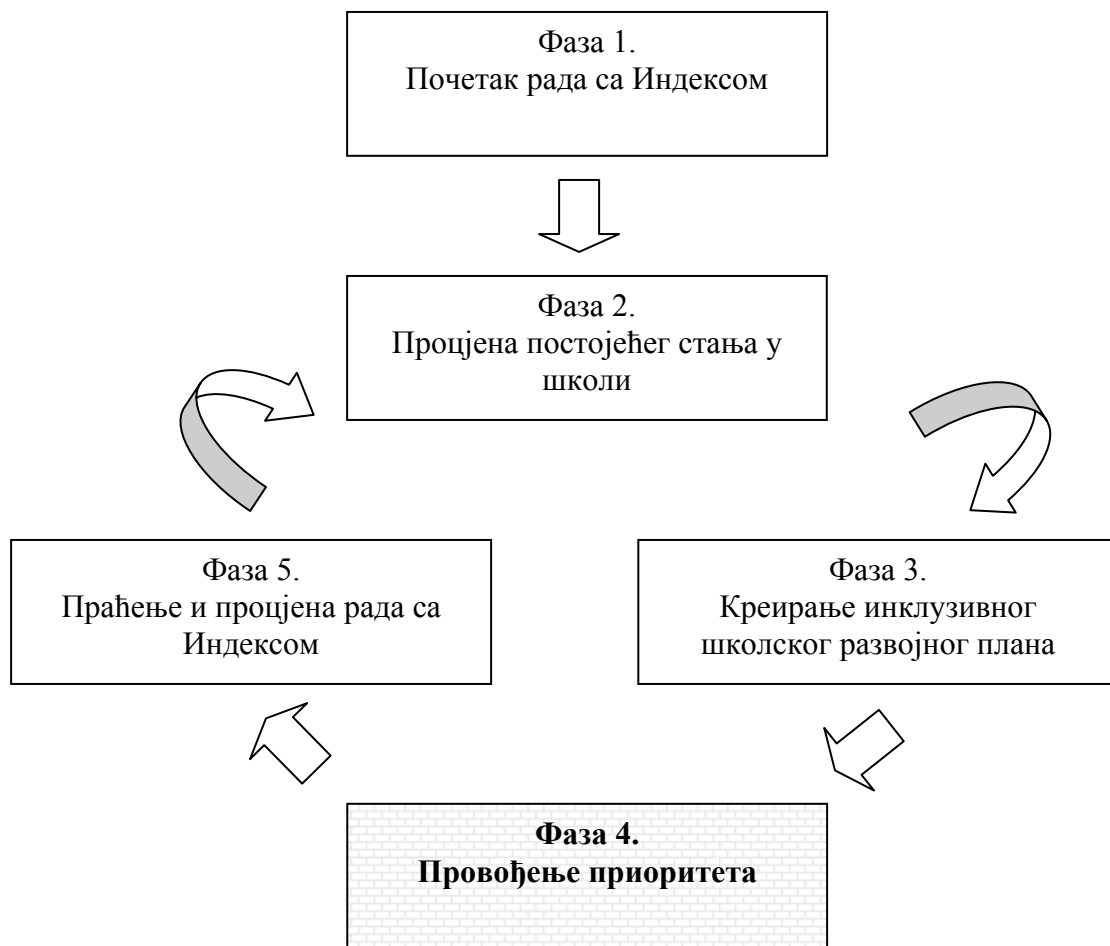 Фаза 1.
Почетак рада са Индексом
Фаза 2.
Процјена постојећег стања у
школи
Фаза 5.
Праћење и процјена рада са
Индексом
Фаза 3.
Креирање инклузивног
школског развојног плана
Фаза 4.
Провођење приоритета